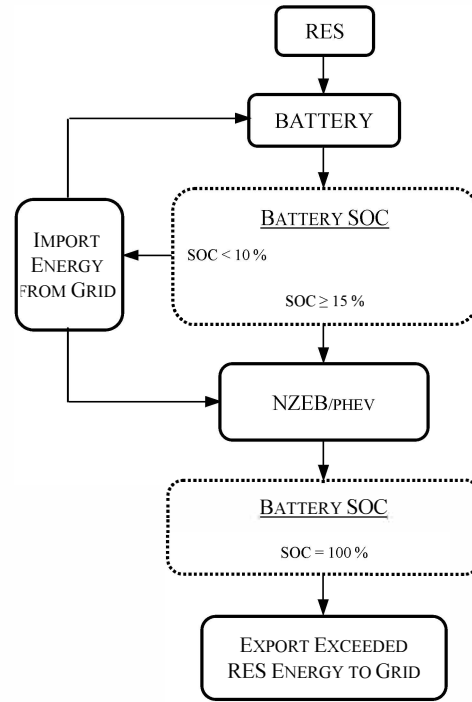 RES
BATTERY
BATTERY SOC
IMPORT
ENERGY
FROM GRID
SOC < 10 %
SOC ≥ 15 %
NZEB/PHEV
BATTERY SOC
SOC = 100 %
EXPORT EXCEEDED
RES ENERGY TO GRID